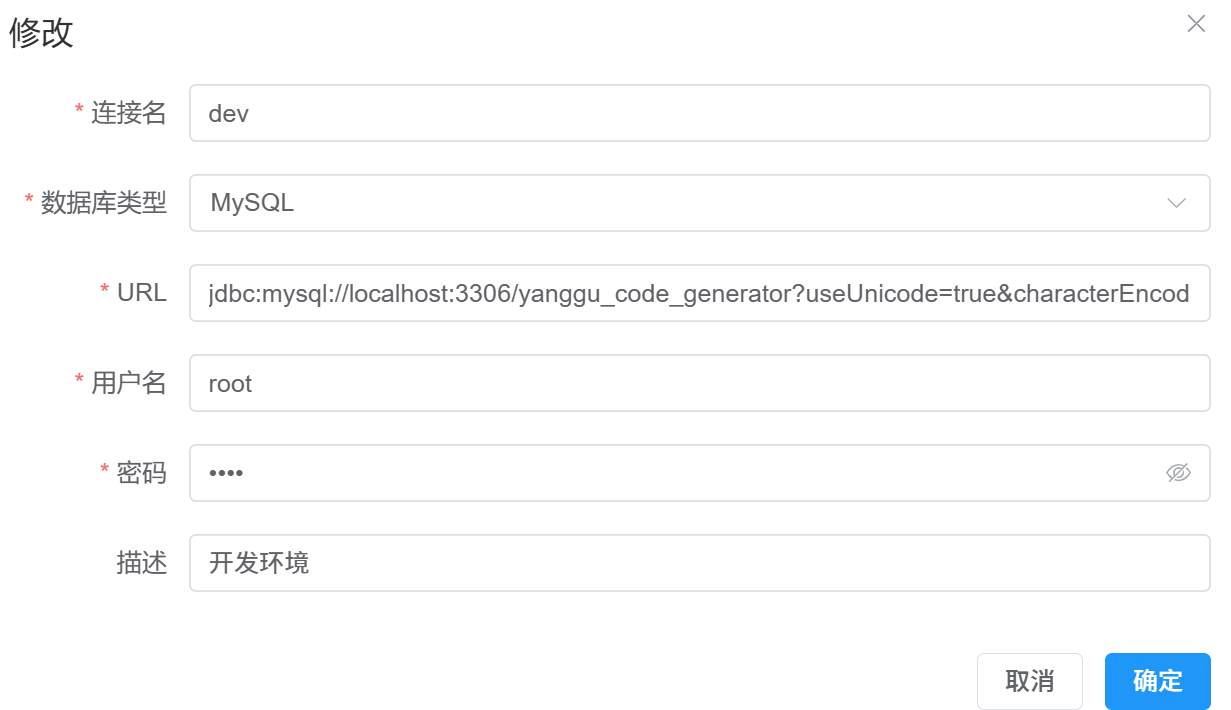 修改
* 连接名 dev
* 数据库类型 MySQL
* URL jdbc:mysql://localhost:3306/yanggu_code_generator?useUnicode=true&characterEncod
* 用户名 root
* 密码 ••••
描述 开发环境
取消 确定